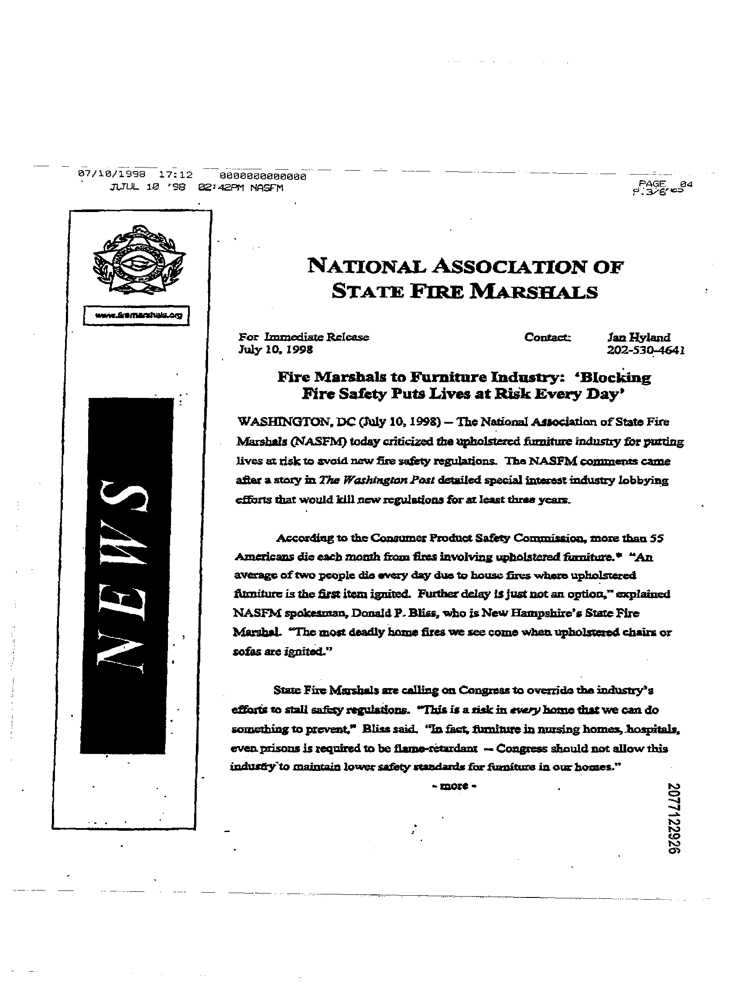 07/10/1998 17:12 0000000000000
JUL 10 '98 02:42PM NASFM
PAGE 04
www.firemarshals.org
NATIONAL ASSOCIATION OF
STATE FIRE MARSHALS
For Immediate Release Contact: Jan Hyland
July 10, 1998 202-530-4641
Fire Marshals to Furniture Industry: ‘Blocking
Fire Safety Puts Lives at Risk Every Day’
NEWS
WASHINGTON, DC (July 10, 1998) – The National Association of State Fire
Marshals (NASFM) today criticized the upholstered furniture industry for putting
lives at risk to avoid new fire safety regulations. The NASFM comments came
after a story in The Washington Post detailed special interest industry lobbying
efforts that would kill new regulations for at least three years.
According to the Consumer Product Safety Commission, more than 55
Americans die each month from fires involving upholstered furniture.* “An
average of two people die every day due to house fires where upholstered
furniture is the first item ignited. Further delay is just not an option,” explained
NASFM spokesman, Donald P. Bliss, who is New Hampshire’s State Fire
Marshal. “The most deadly home fires we see come when upholstered chairs or
sofas are ignited.”
State Fire Marshals are calling on Congress to override the industry’s
efforts to stall safety regulations. “This is a risk in every home that we can do
something to prevent,” Bliss said. “In fact, furniture in nursing homes, hospitals,
even prisons is required to be flame-retardant – Congress should not allow this
industry to maintain lower safety standards for furniture in our homes.”
- more -
2077122926